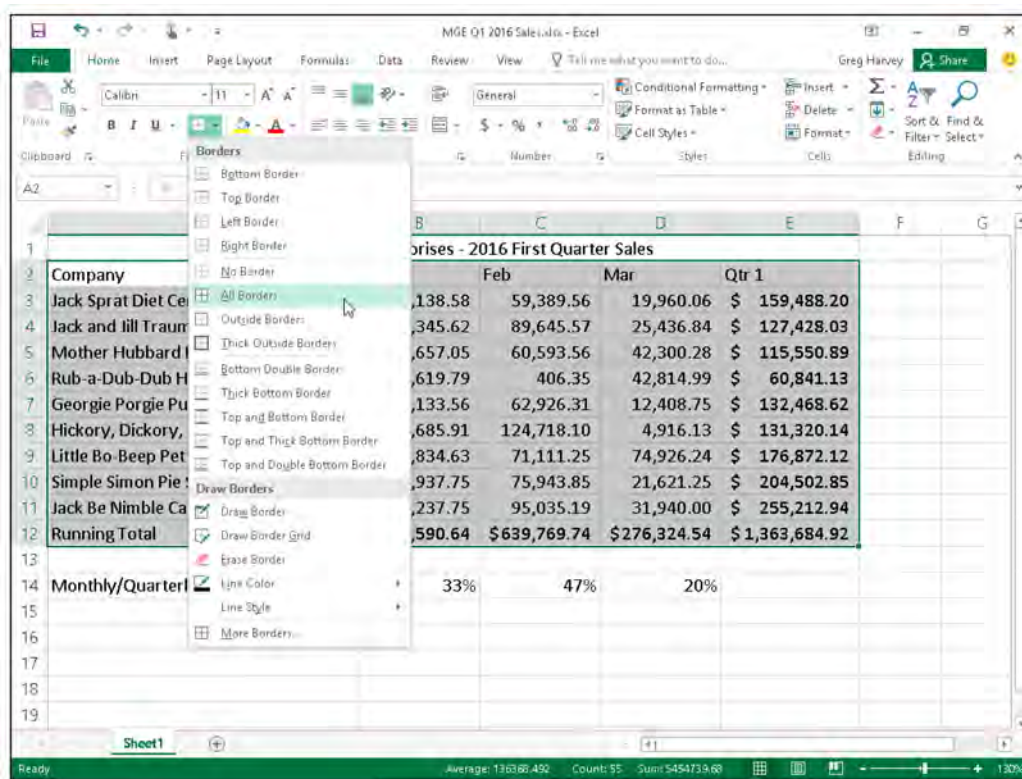 MGE Q1 2016 Sales.xlsx - Excel
File Home Insert Page Layout Formulas Data Review View Tell me what you want to do... Greg Harvey Share
Calibri 11 A A General Conditional Formatting Insert Σ
Paste Format as Table Delete
B I U A $ % , Cell Styles Format Sort & Filter Find & Select
Clipboard Number Styles Cells Editing
A2
Borders
Bottom Border
Top Border
Left Border
Right Border
No Border
All Borders
Outside Borders
Thick Outside Borders
Bottom Double Border
Thick Bottom Border
Top and Bottom Border
Top and Thick Bottom Border
Top and Double Bottom Border
Draw Borders
Draw Border
Draw Border Grid
Erase Border
Line Color
Line Style
More Borders...
B C D E F G
1 prises - 2016 First Quarter Sales
2 Company Feb Mar Qtr 1
3 Jack Sprat Diet Ce ,138.58 59,389.56 19,960.06 $ 159,488.20
4 Jack and Jill Traum ,345.62 89,645.57 25,436.84 $ 127,428.03
5 Mother Hubbard ,657.05 60,593.56 42,300.28 $ 115,550.89
6 Rub-a-Dub-Dub H ,619.79 406.35 42,814.99 $ 60,841.13
7 Georgie Porgie Pu ,133.56 62,926.31 12,408.75 $ 132,468.62
8 Hickory, Dickory, ,685.91 124,718.10 4,916.13 $ 131,320.14
9 Little Bo-Beep Pet ,834.63 71,111.25 74,926.24 $ 176,872.12
10 Simple Simon Pie ,937.75 75,943.85 21,621.25 $ 204,502.85
11 Jack Be Nimble Ca ,237.75 95,035.19 31,940.00 $ 255,212.94
12 Running Total ,590.64 $639,769.74 $276,324.54 $1,363,684.92
13
14 Monthly/Quarterl 33% 47% 20%
15
16
17
18
19
Sheet1
Ready Average: 136368.492 Count: 55 Sum: 5454739.68 130%